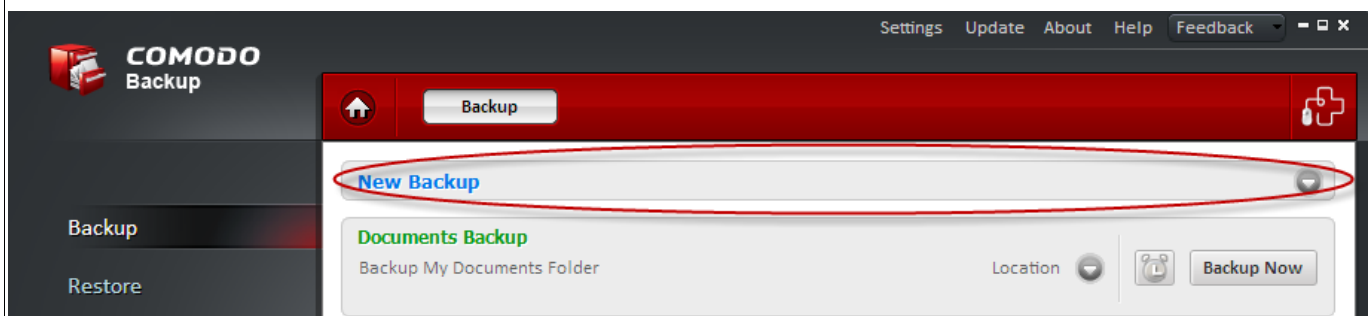 Settings Update About Help Feedback
COMODO
Backup
Backup
New Backup
Backup
Documents Backup
Backup My Documents Folder Location Backup Now
Restore